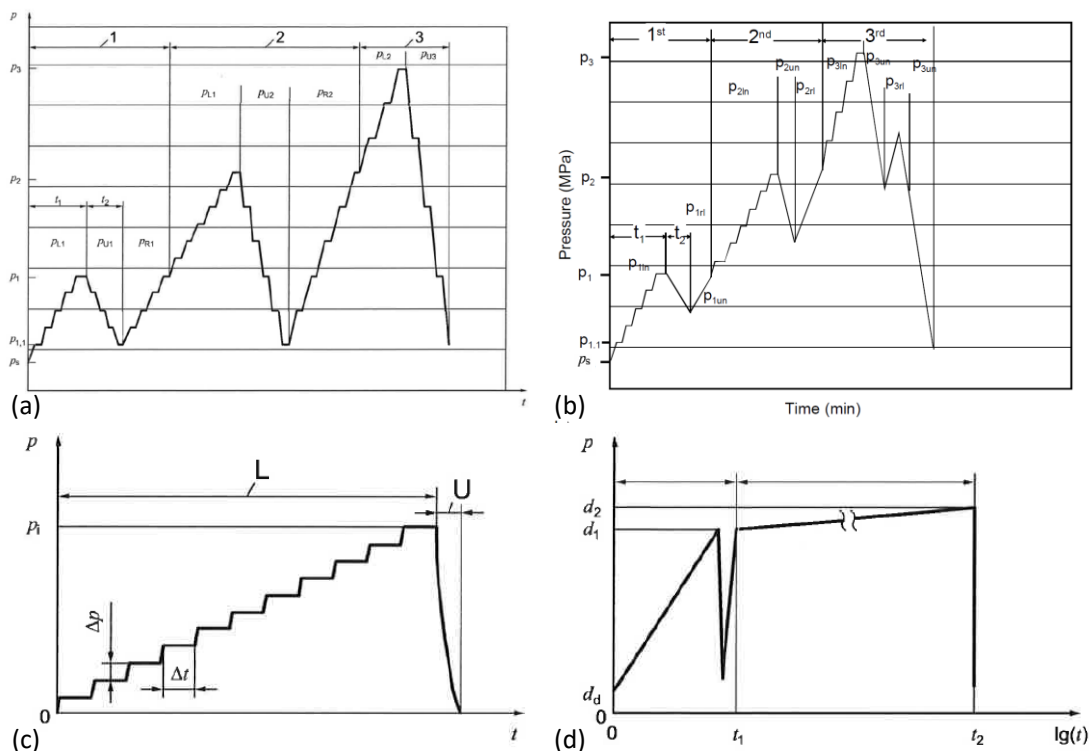 p
1 2 3
p3
pL2 pU3
pL1 pU2 pR2
p2
t1 t2
pL1 pU1 pR1
p1
p1,1
ps
t
(a)
1st 2nd 3rd
p3
p2un p3ln p3un p3un
p2ln p2rl p3rl
p2
Pressure (MPa)
p1rl
t1 t2
p1ln
p1
p1un
p1.1
ps
Time (min)
(b)
p
L
U
pi
Δp
Δt
0
t
(c)
p
d2
d1
dd
0
t1 t2 lg(t)
(d)